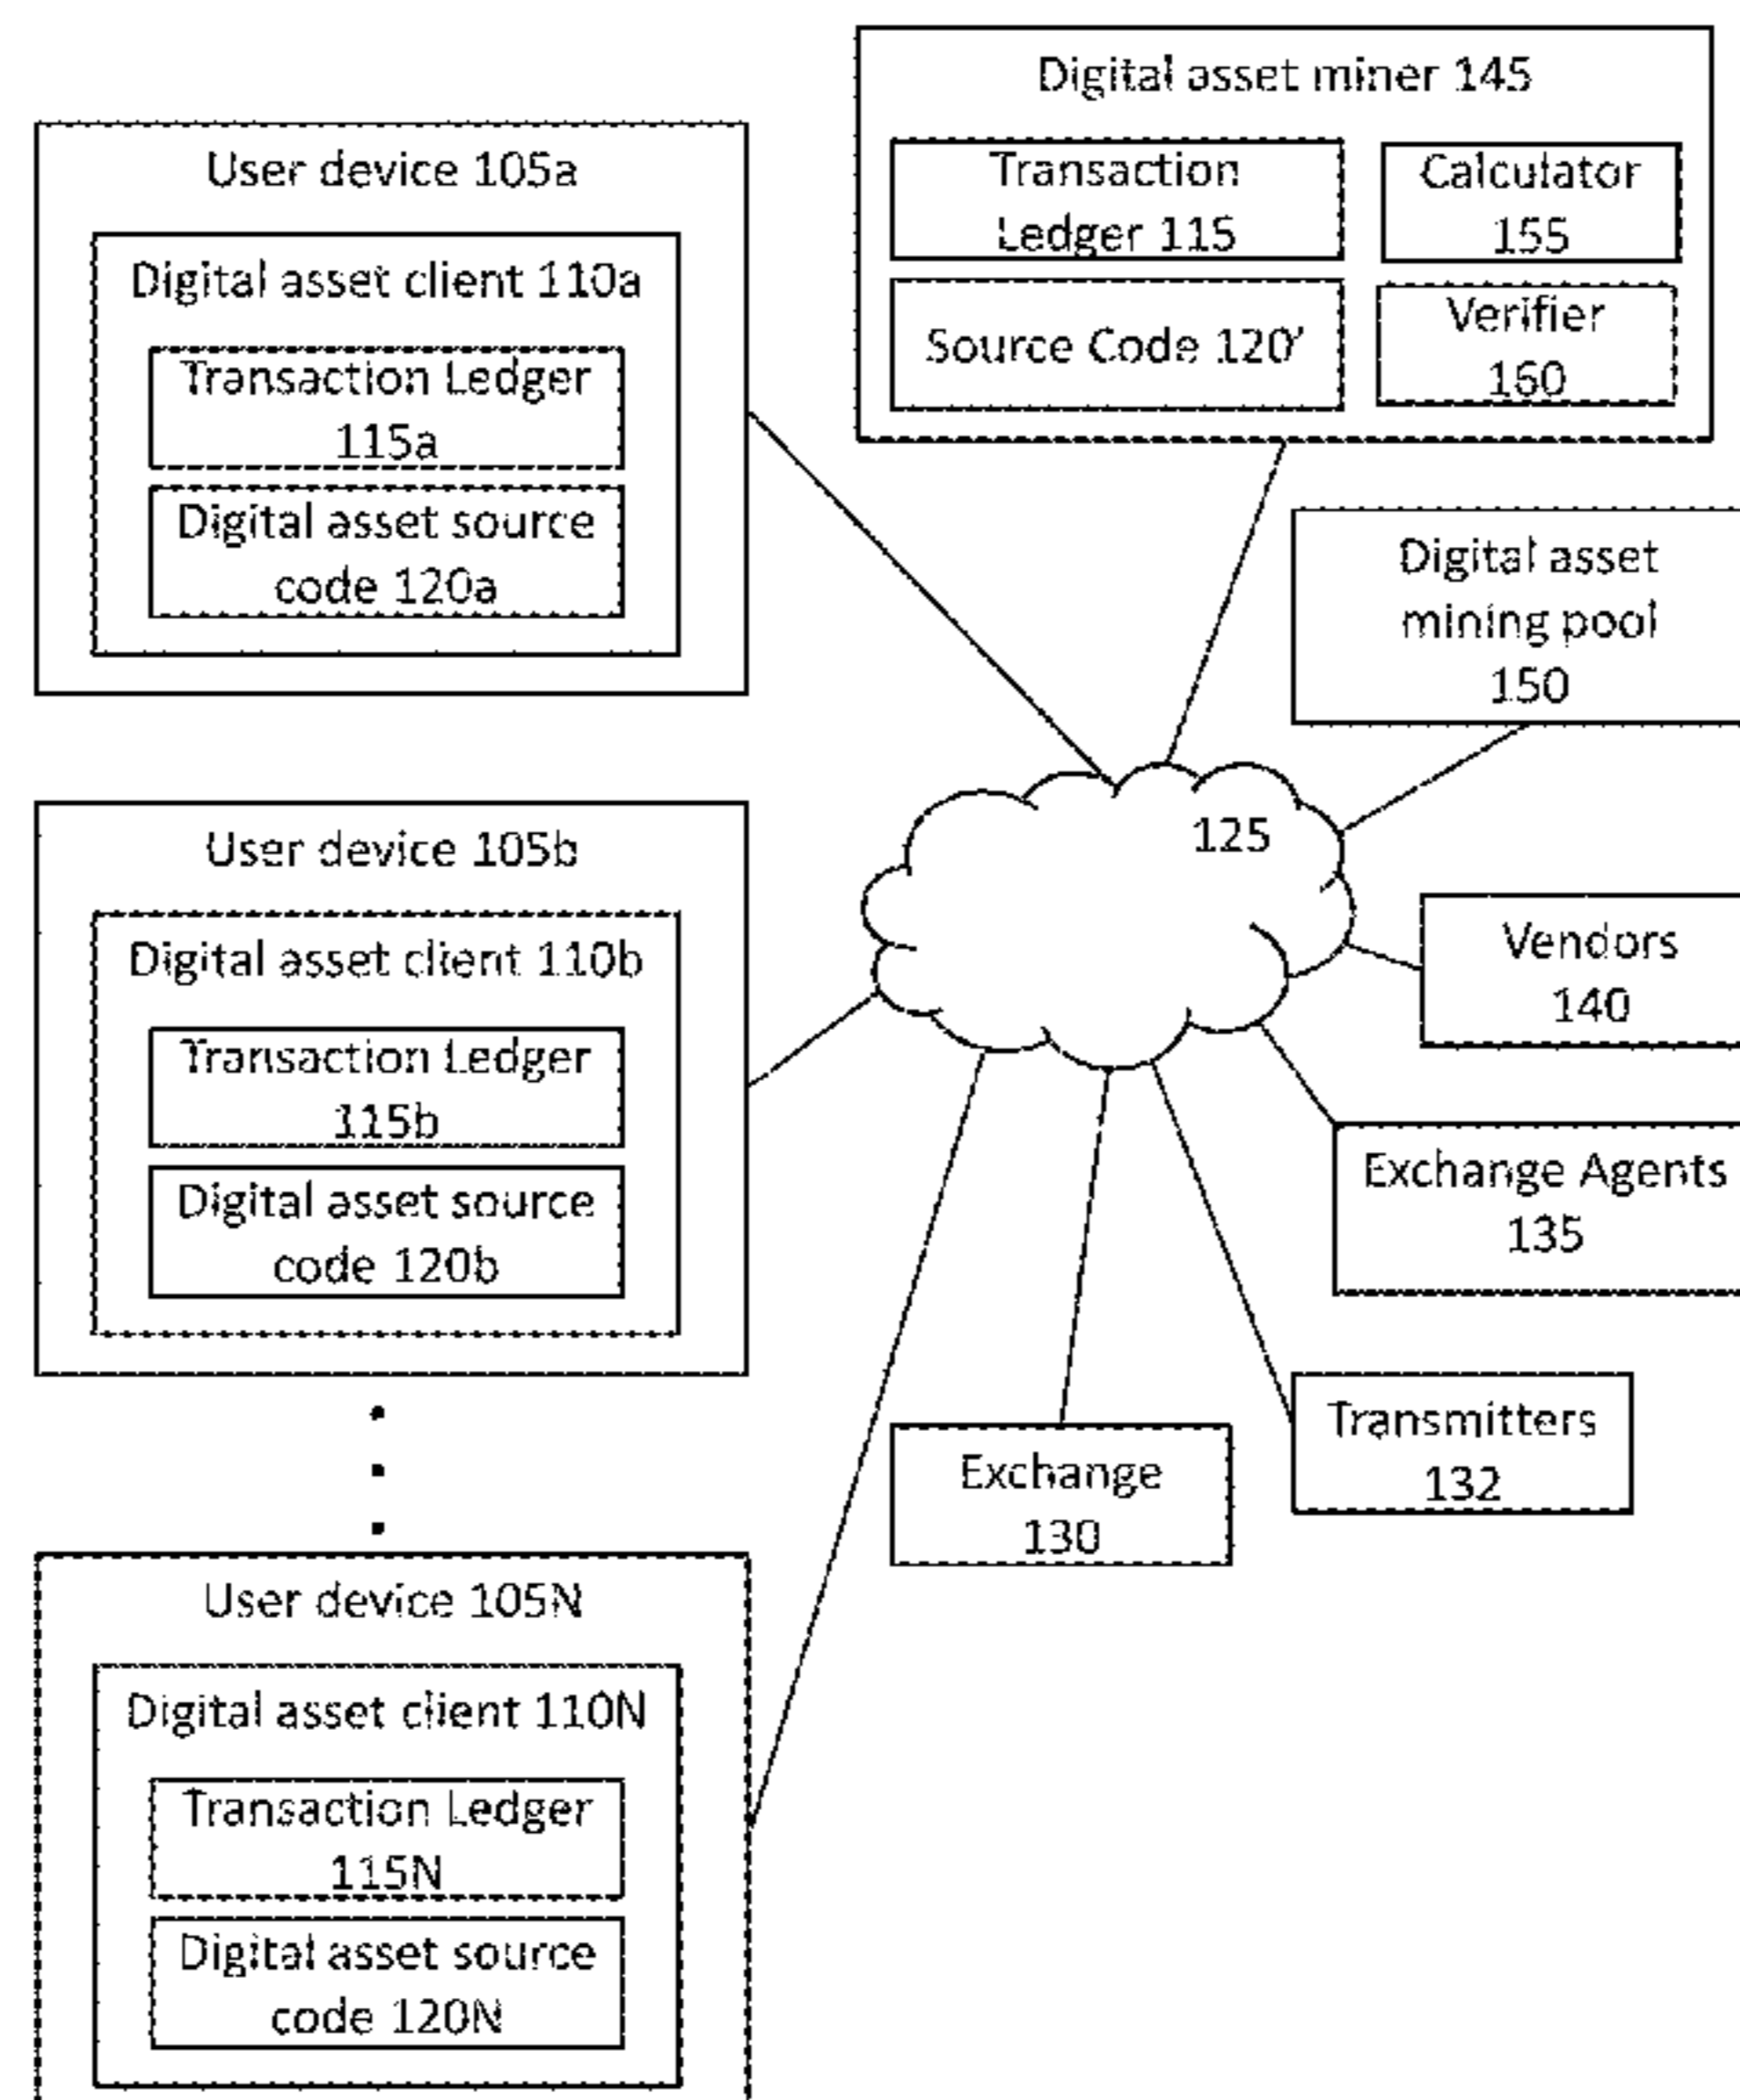 User device 105a
Digital asset client 110a
Transaction Ledger
115a
Digital asset source
code 120a
User device 105b
Digital asset client 110b
Transaction Ledger
115b
Digital asset source
code 120b
User device 105N
Digital asset client 110N
Transaction Ledger
115N
Digital asset source
code 120N
Digital asset miner 145
Transaction
Ledger 115
Calculator
155
Source Code 120'
Verifier
160
Digital asset
mining pool
150
125
Vendors
140
Exchange Agents
135
Transmitters
132
Exchange
130